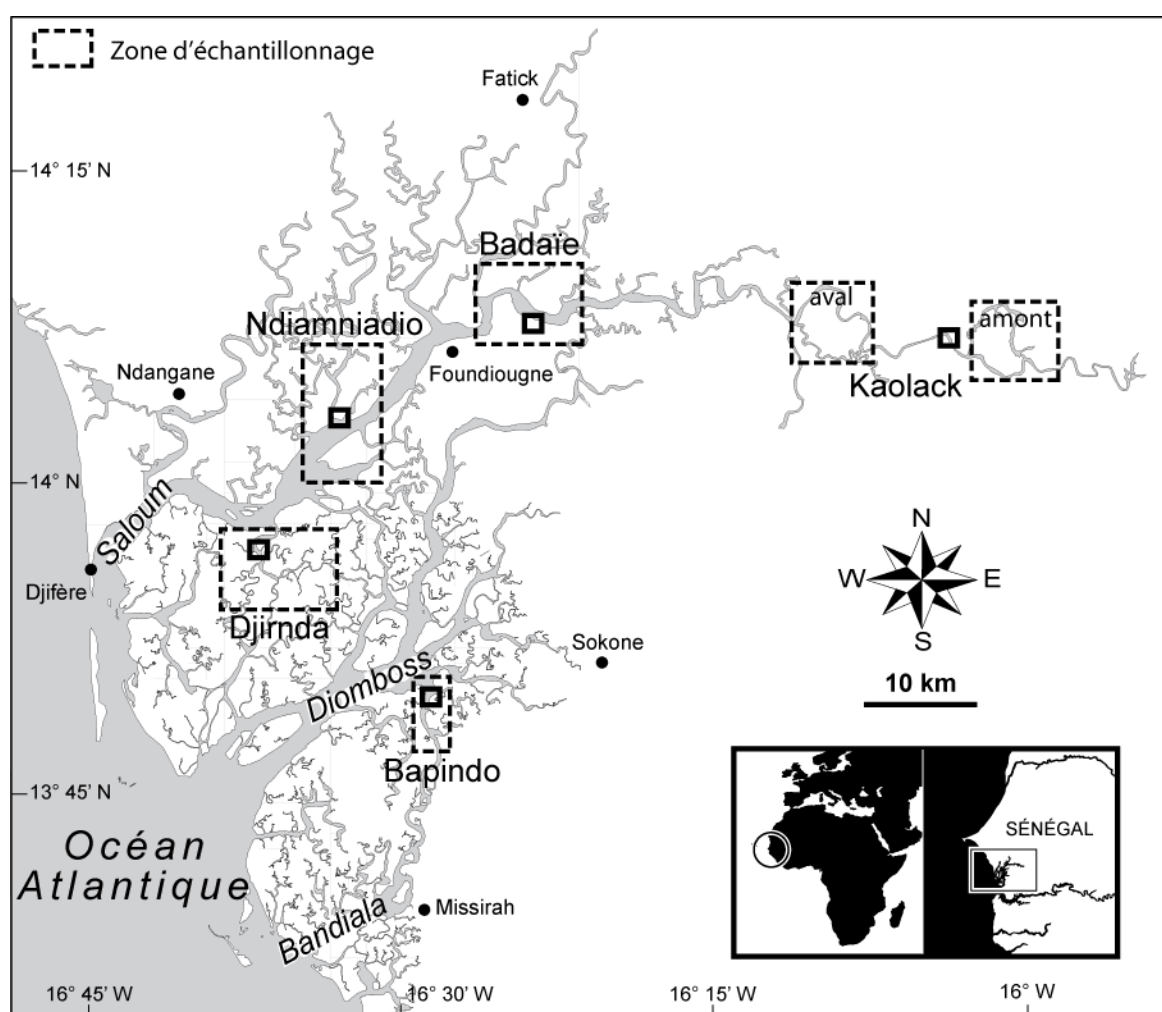 Zone d'échantillonnage
Fatick
14° 15' N
Badaïe
aval
amont
Ndiamniadio
Foundiougne
Kaolack
Ndangane
14° N
Saloum
N
W
E
S
Djifère
Djirnda
Sokone
10 km
Diomboss
Bapindo
13° 45' N
SÉNÉGAL
Océan
Atlantique
Missirah
Bandiala
16° 45' W
16° 30' W
16° 15' W
16° W